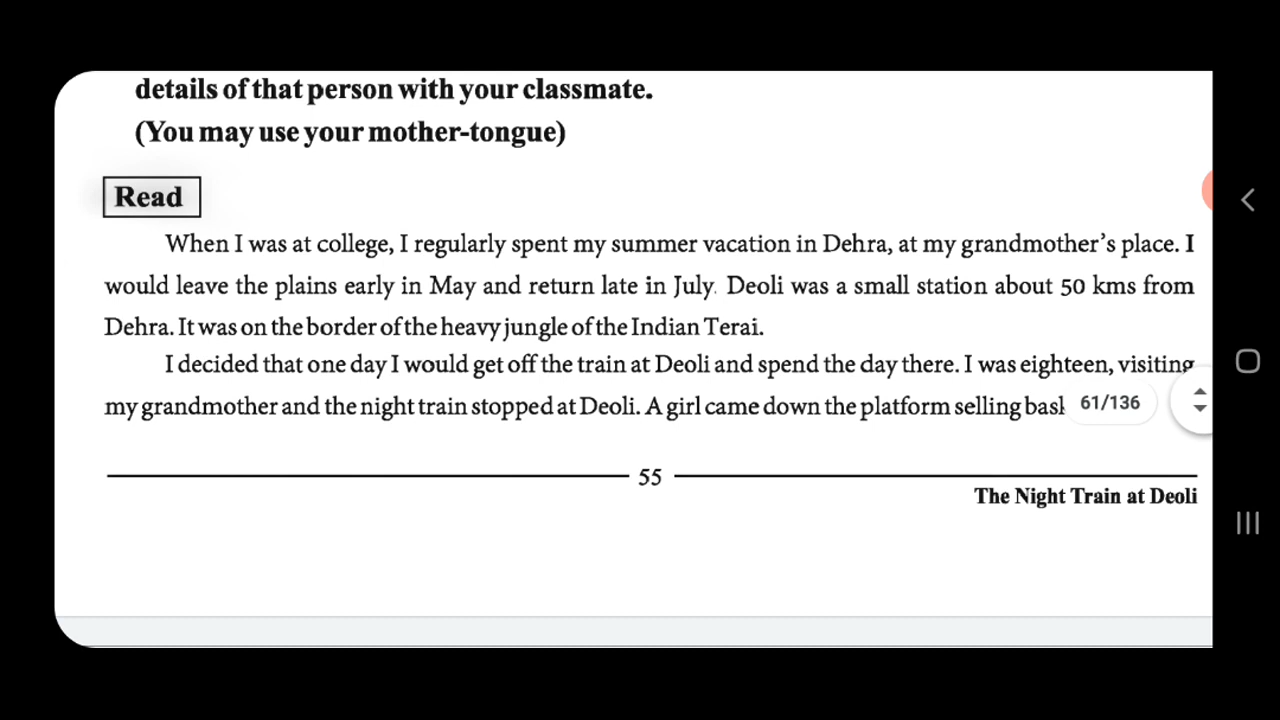 details of that person with your classmate.
(You may use your mother-tongue)
Read
When I was at college, I regularly spent my summer vacation in Dehra, at my grandmother's place. I
would leave the plains early in May and return late in July. Deoli was a small station about 50 kms from
Dehra. It was on the border of the heavy jungle of the Indian Terai.
I decided that one day I would get off the train at Deoli and spend the day there. I was eighteen, visiting
my grandmother and the night train stopped at Deoli. A girl came down the platform selling
61/136
55
The Night Train at Deoli